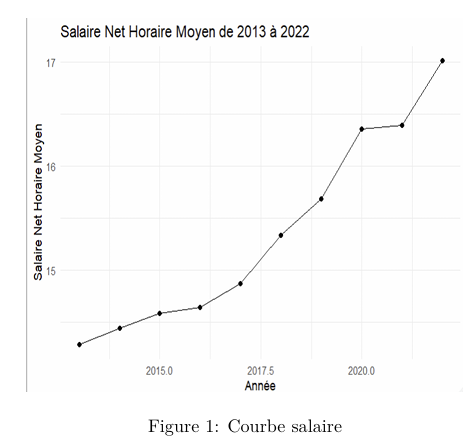 Salaire Net Horaire Moyen de 2013 à 2022
17
16
15
Salaire Net Horaire Moyen
2015.0 2017.5 2020.0
Année
Figure 1: Courbe salaire